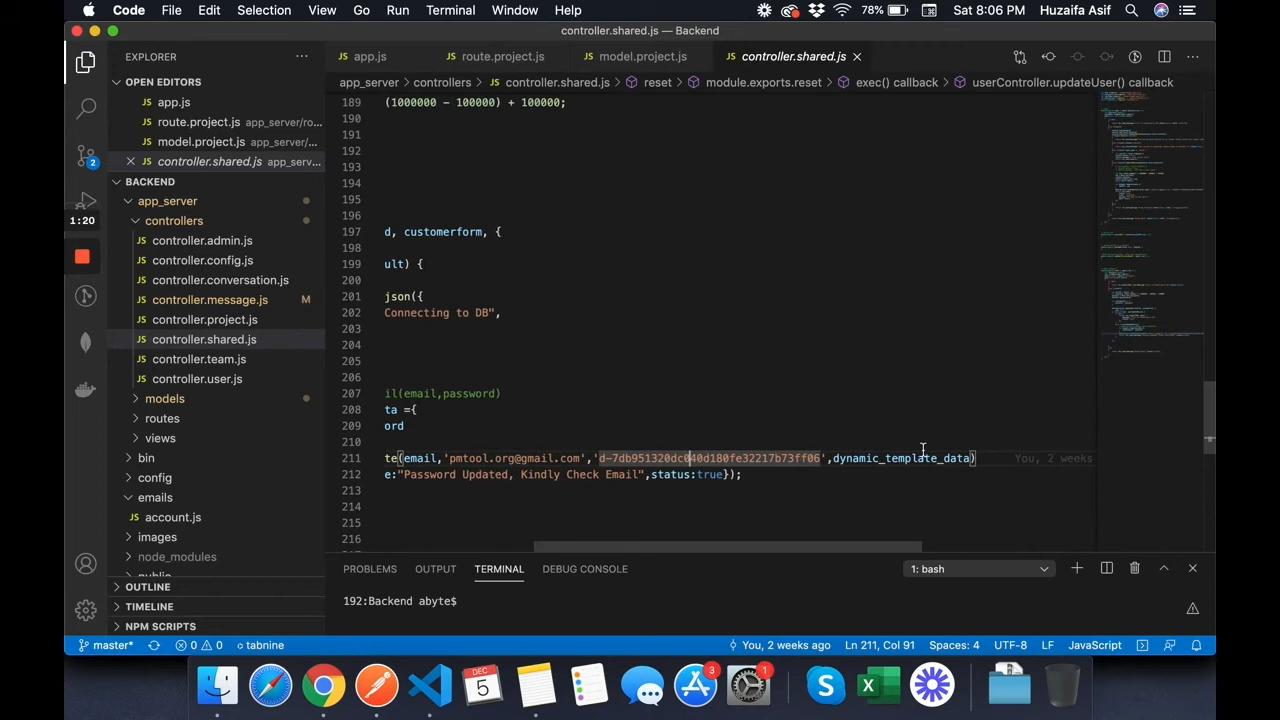 Code File Edit Selection View Go Run Terminal Window Help 78% Sat 8:06 PM Huzaifa Asif
controller.shared.js — Backend
EXPLORER
app.js route.project.js model.project.js controller.shared.js
OPEN EDITORS
app_server controllers controller.shared.js reset module.exports.reset exec() callback userController.updateUser() callback
app.js
route.project.js app_server/ro...
model.project.js app_server/...
controller.shared.js app_serv...
BACKEND
app_server
controllers
controller.admin.js
controller.config.js
controller.conversation.js
controller.message.js M
controller.project.js
controller.shared.js
controller.team.js
controller.user.js
models
routes
views
bin
config
emails
account.js
images
node_modules
OUTLINE
TIMELINE
NPM SCRIPTS
2
1:20
189 (1000000 - 100000) + 100000;
190
191
192
193
194
195
196
197 d, customerform, {
198
199 ult) {
200
201 json({
202 Connecting to DB",
203
204
205
206
207 il(email,password)
208 ta ={
209 ord
210
211 te(email,'pmtool.org@gmail.com','d-7db951320dc040d180fe32217b73ff06',dynamic_template_data) You, 2 weeks
212 e:"Password Updated, Kindly Check Email",status:true});
213
214
215
216
PROBLEMS OUTPUT TERMINAL DEBUG CONSOLE 1: bash
192:Backend abyte$
master* 0 0 tabnine You, 2 weeks ago Ln 211, Col 91 Spaces: 4 UTF-8 LF JavaScript
DEC
5
3
1